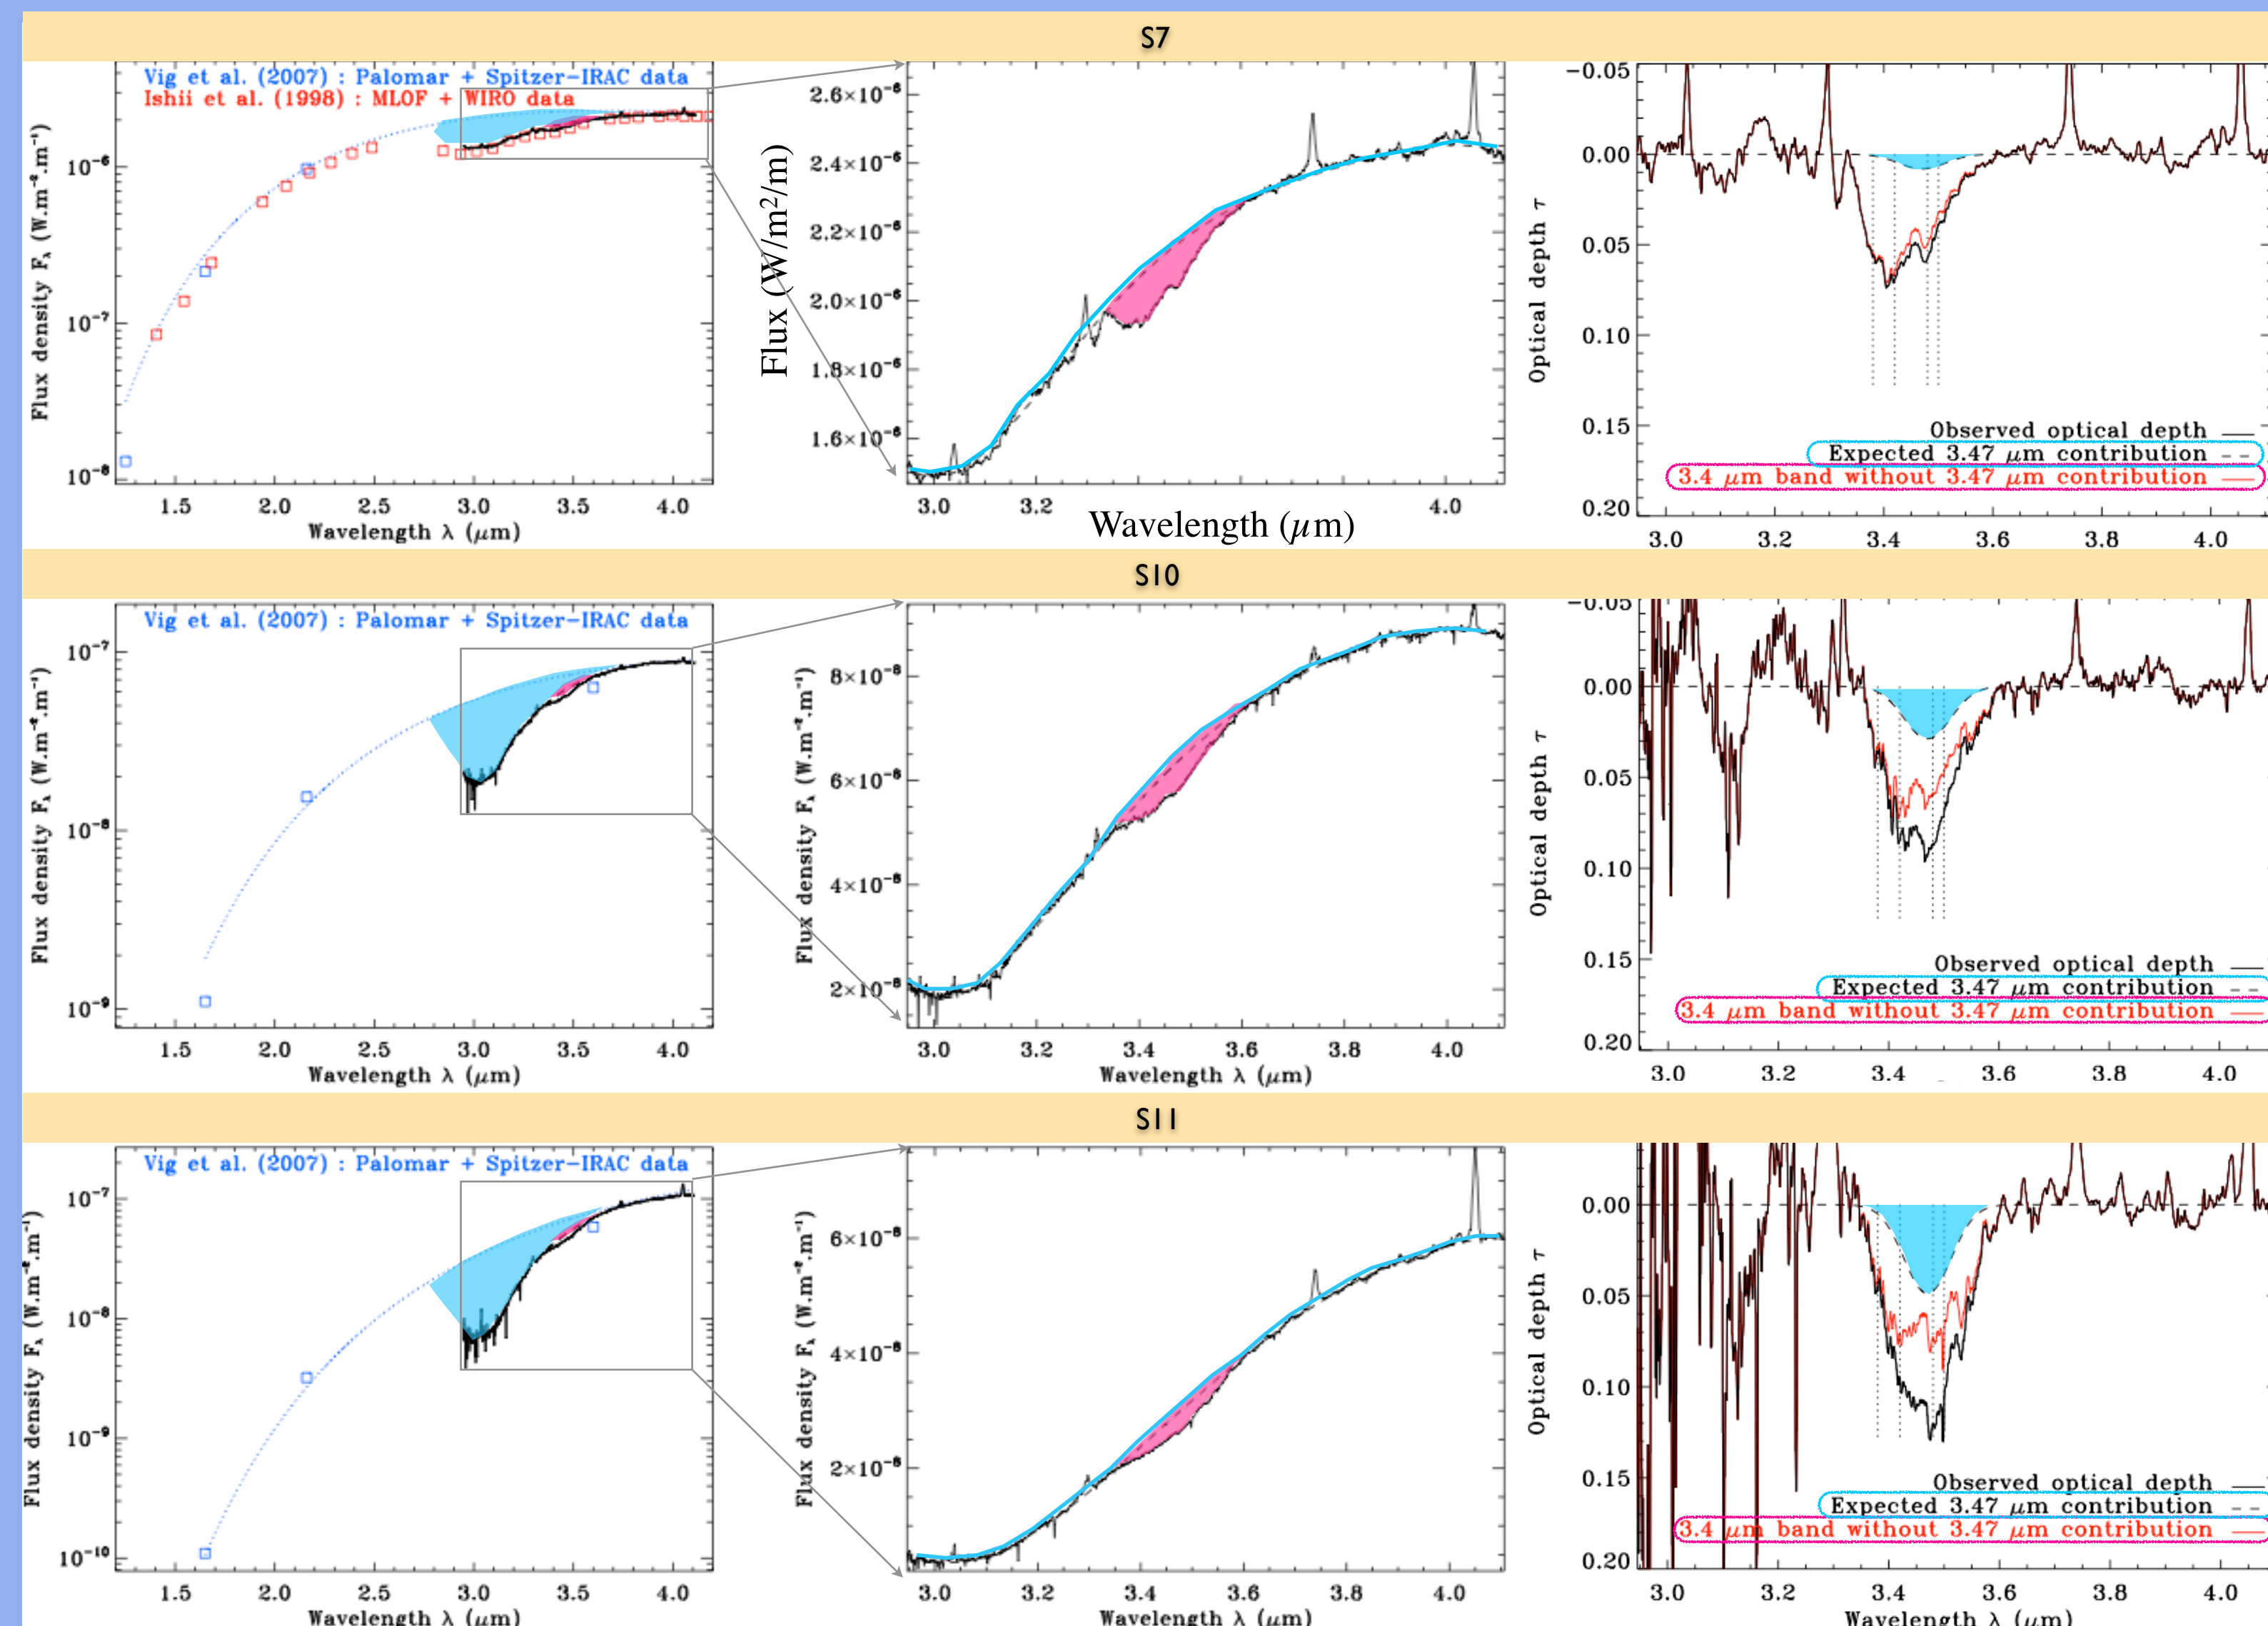 S7
Vig et al. (2007) : Palomar + Spitzer-IRAC data
Ishii et al. (1998) : MLOF + WIRO data
Flux density Fλ (W.m⁻².m⁻¹)
10⁻⁶
10⁻⁷
10⁻⁸
1.5 2.0 2.5 3.0 3.5 4.0
Wavelength λ (μm)
Flux (W/m²/m)
2.6×10⁻⁶
2.4×10⁻⁶
2.2×10⁻⁶
2.0×10⁻⁶
1.8×10⁻⁶
1.6×10⁻⁶
3.0 3.2 4.0
Wavelength (μm)
Optical depth τ
-0.05
0.00
0.05
0.10
0.15
0.20
Observed optical depth
Expected 3.47 μm contribution
3.4 μm band without 3.47 μm contribution
3.0 3.2 3.4 3.6 3.8 4.0
S10
Vig et al. (2007) : Palomar + Spitzer-IRAC data
Flux density Fλ (W.m⁻².m⁻¹)
10⁻⁷
10⁻⁸
10⁻⁹
1.5 2.0 2.5 3.0 3.5 4.0
Wavelength λ (μm)
Flux density Fλ (W.m⁻².m⁻¹)
8×10⁻⁸
6×10⁻⁸
4×10⁻⁸
2×10⁻⁸
3.0 3.2 3.4 3.6 3.8 4.0
Wavelength λ (μm)
Optical depth τ
-0.05
0.00
0.05
0.10
0.15
0.20
Observed optical depth
Expected 3.47 μm contribution
3.4 μm band without 3.47 μm contribution
3.0 3.2 3.4 3.6 3.8 4.0
S11
Vig et al. (2007) : Palomar + Spitzer-IRAC data
Flux density Fλ (W.m⁻².m⁻¹)
10⁻⁷
10⁻⁸
10⁻⁹
10⁻¹⁰
1.5 2.0 2.5 3.0 3.5 4.0
Wavelength λ (μm)
Flux density Fλ (W.m⁻².m⁻¹)
6×10⁻⁸
4×10⁻⁸
2×10⁻⁸
3.0 3.2 3.4 3.6 3.8 4.0
Wavelength λ (μm)
Optical depth τ
0.00
0.05
0.10
0.15
0.20
Observed optical depth
Expected 3.47 μm contribution
3.4 μm band without 3.47 μm contribution
3.0 3.2 3.4 3.6 3.8 4.0
Wavelength λ (μm)